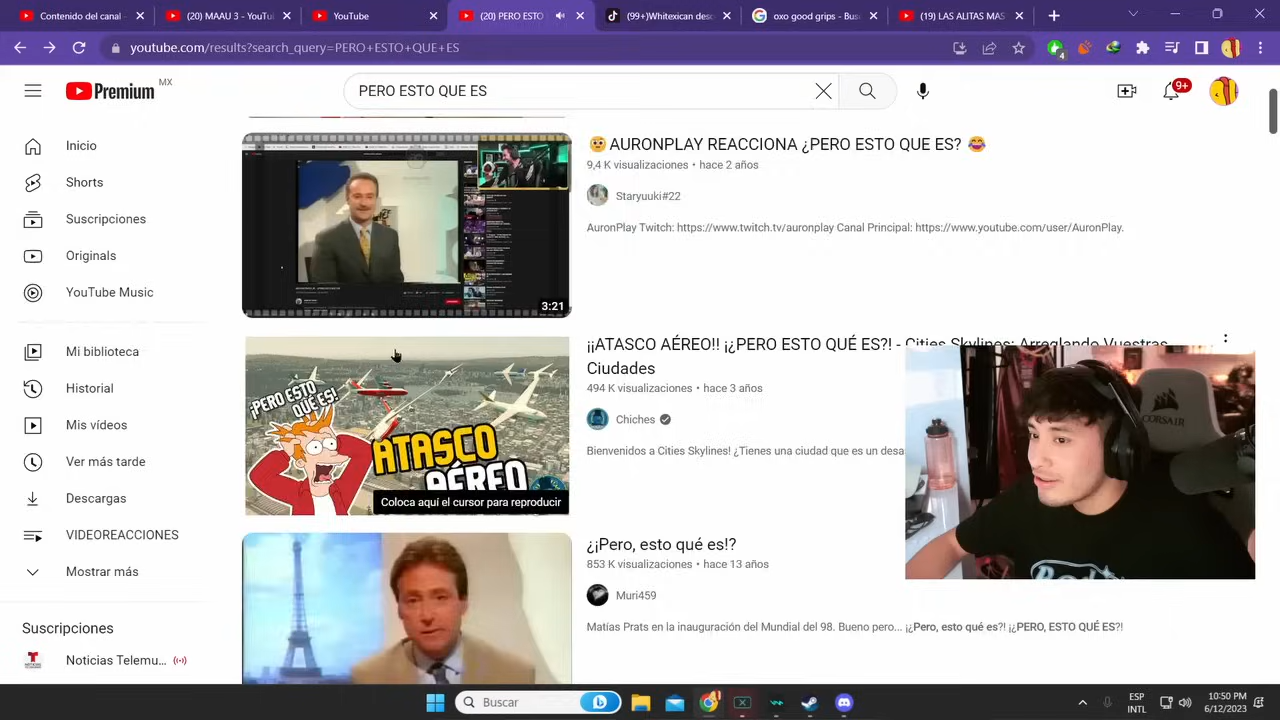 Contenido de canal -
(20) MAAU 3 - YouTu
YouTube
(20) PERO ESTO
(99+)Whitexican des
oxo good grips - Bus
(19) LAS ALITAS MAS
youtube.com/results?search_query=PERO+ESTO+QUE+ES
4
Premium MX
PERO ESTO QUE ES
9+
Inicio
Shorts
Suscripciones
Originals
YouTube Music
Mi biblioteca
Historial
Mis vídeos
Ver más tarde
Descargas
VIDEOREACCIONES
Mostrar más
Suscripciones
Noticias Telemu...
3:21
AURONPLAY REACCIONA ¿PERO ESTO QUE ES?
9,4 K visualizaciones • hace 2 años
Staryuuki#22
AuronPlay Twitch: https://www.twitch.tv/auronplay Canal Principal: https://www.youtube.com/user/AuronPlay.
¡PERO ESTO
QUÉ ES!
ATASCO
AÉREO
Coloca aquí el cursor para reproducir
¡¡ATASCO AÉREO!! ¡¿PERO ESTO QUÉ ES?! - Cities Skylines: Arreglando Vuestras
Ciudades
494 K visualizaciones • hace 3 años
Chiches
Bienvenidos a Cities Skylines! ¿Tienes una ciudad que es un desa
CORSAIR
¿¡Pero, esto qué es!?
853 K visualizaciones • hace 13 años
Muri459
Matías Prats en la inauguración del Mundial del 98. Bueno pero... ¡¿Pero, esto qué es?! ¡¿PERO, ESTO QUÉ ES?!
Buscar
ESP
INTL
10:50 PM
6/12/2023